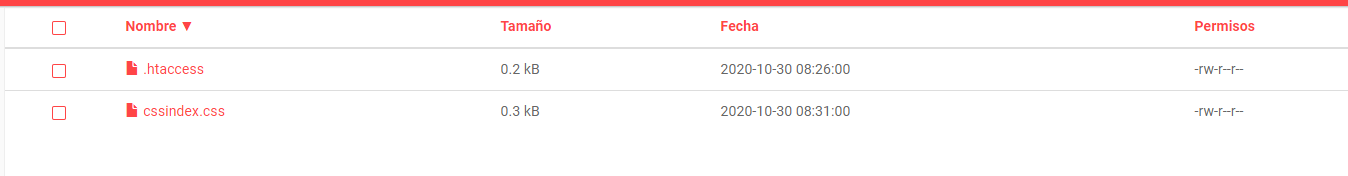 Nombre ▼ Tamaño Fecha Permisos
.htaccess 0.2 kB 2020-10-30 08:26:00 -rw-r--r--
cssindex.css 0.3 kB 2020-10-30 08:31:00 -rw-r--r--